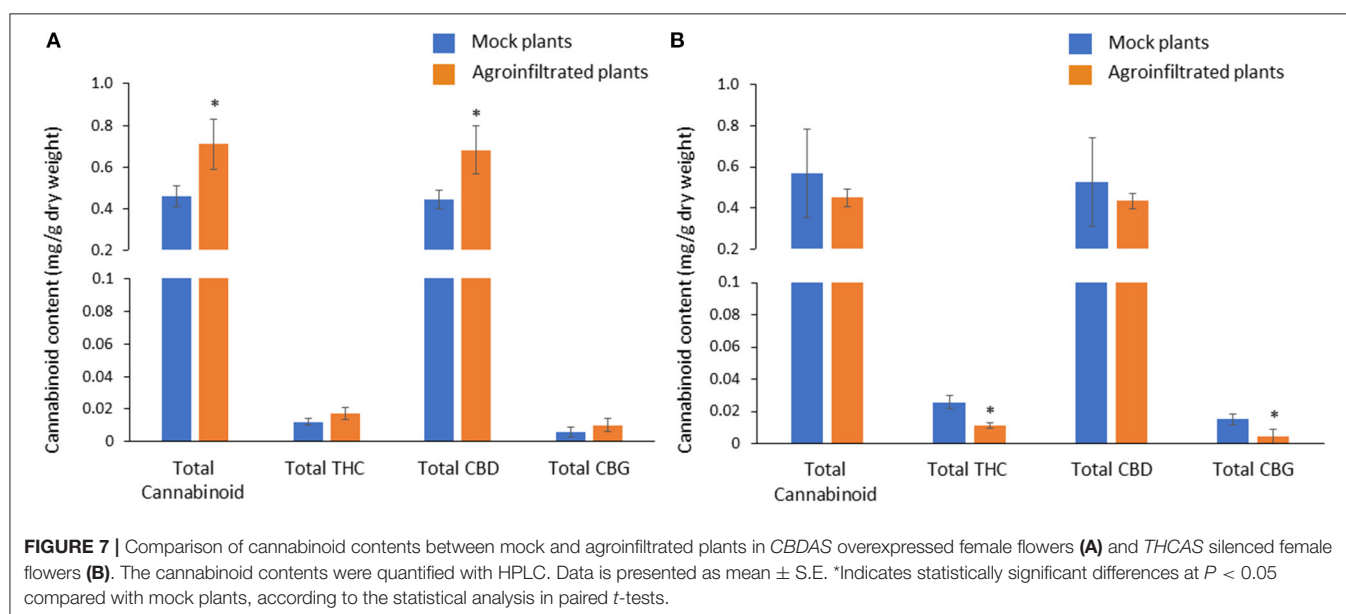 A
Mock plants
Agroinfiltrated plants
Cannabinoid content (mg/g dry weight)
1.0
0.8
0.6
0.4
0.2
0.1
0.08
0.06
0.04
0.02
0
*
*
Total Cannabinoid
Total THC
Total CBD
Total CBG
B
Mock plants
Agroinfiltrated plants
Cannabinoid content (mg/g dry weight)
1.0
0.8
0.6
0.4
0.2
0.1
0.08
0.06
0.04
0.02
0
*
*
Total Cannabinoid
Total THC
Total CBD
Total CBG
FIGURE 7 | Comparison of cannabinoid contents between mock and agroinfiltrated plants in CBDAS overexpressed female flowers (A) and THCAS silenced female
flowers (B). The cannabinoid contents were quantified with HPLC. Data is presented as mean ± S.E. *Indicates statistically significant differences at P < 0.05
compared with mock plants, according to the statistical analysis in paired t-tests.